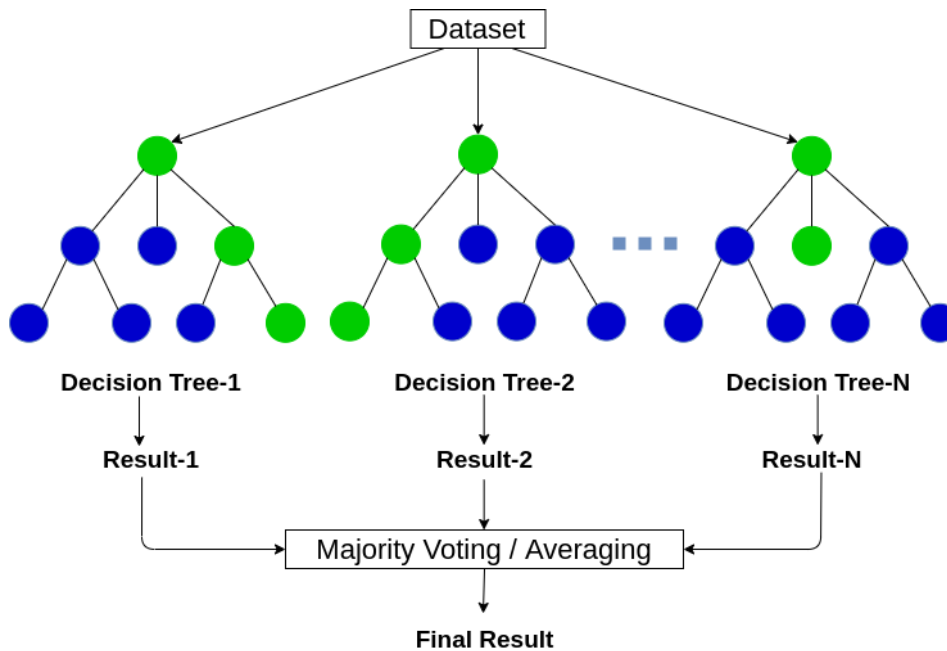 Dataset
Decision Tree-1
Decision Tree-2
Decision Tree-N
Result-1
Result-2
Result-N
Majority Voting / Averaging
Final Result